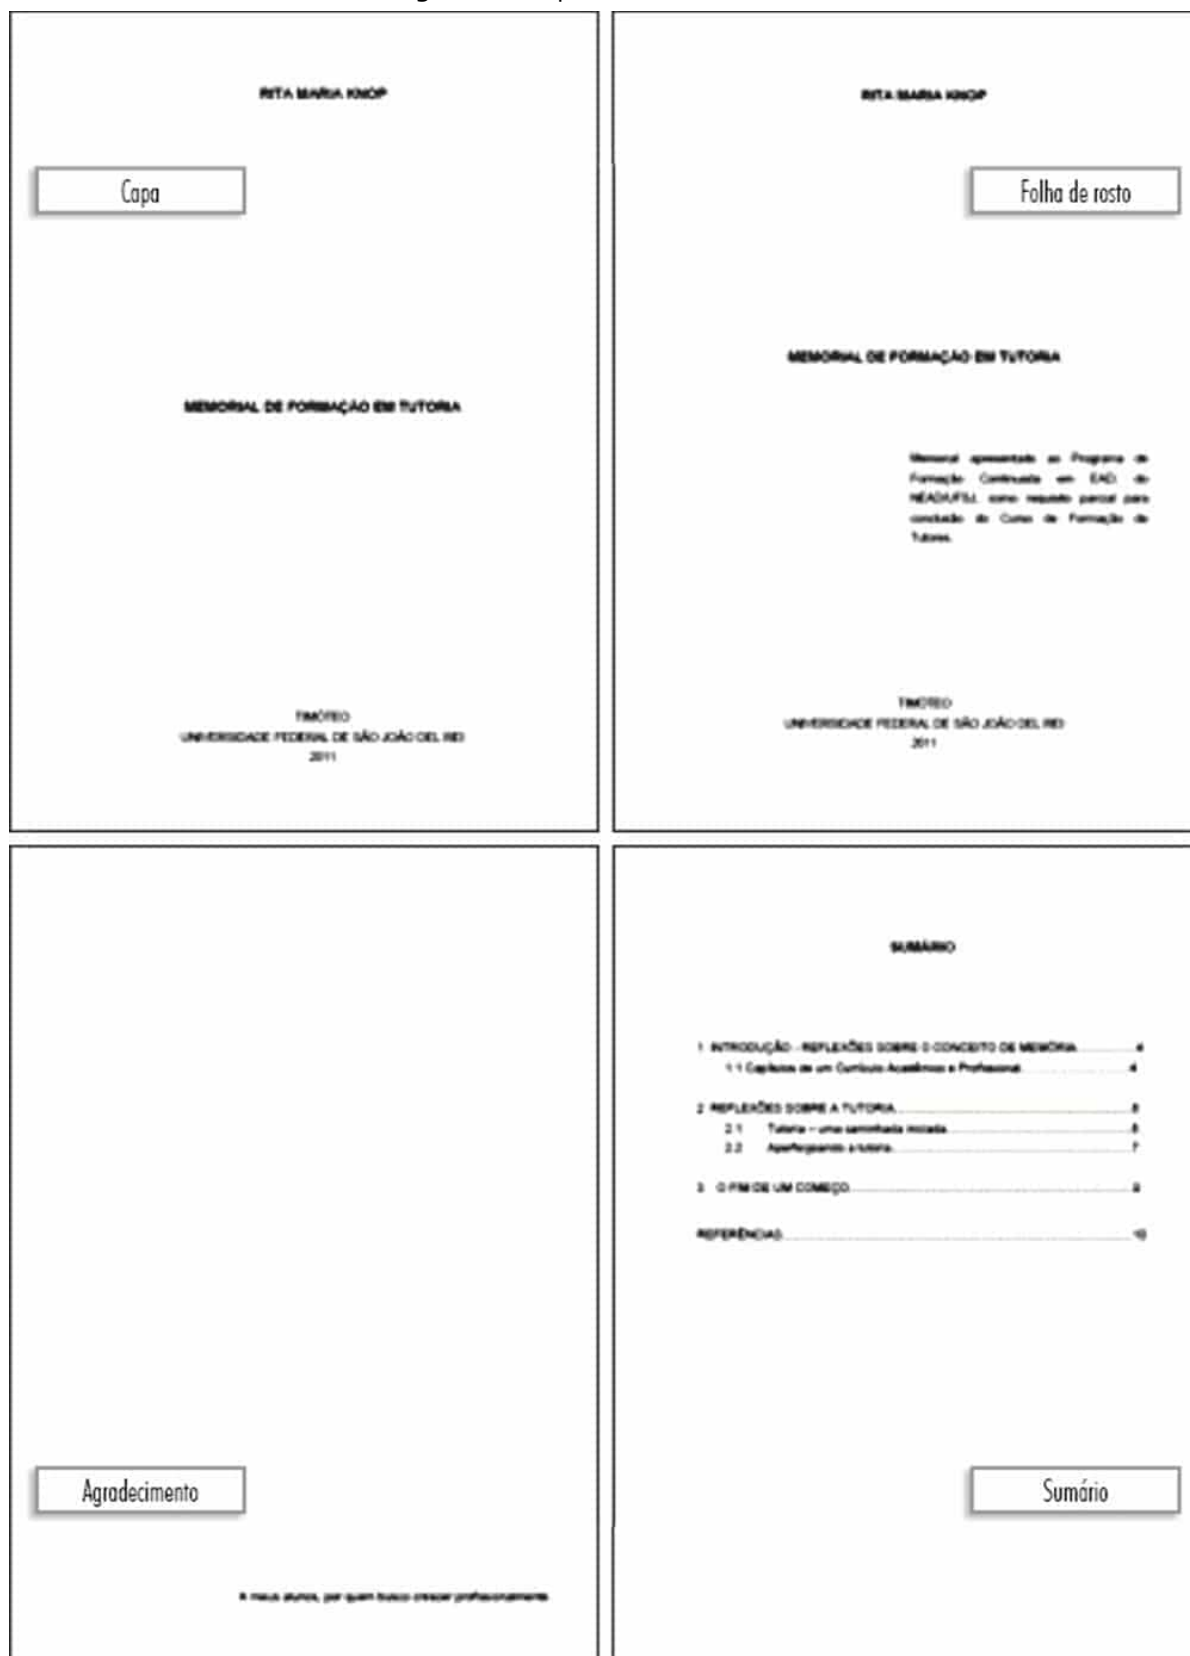 RITA MARIA KNOP
Capa
MEMORIAL DE FORMAÇÃO EM TUTORIA
TIMÓTEO
UNIVERSIDADE FEDERAL DE SÃO JOÃO DEL REI
2011
RITA MARIA KNOP
Folha de rosto
MEMORIAL DE FORMAÇÃO EM TUTORIA
Memorial apresentado ao Programa de
Formação Continuada em EAD, do
NEAD/UFSJ, como requisito parcial para
conclusão do Curso de Formação de
Tutores.
TIMÓTEO
UNIVERSIDADE FEDERAL DE SÃO JOÃO DEL REI
2011
Agradecimento
A meus alunos, por quem busco crescer profissionalmente
SUMÁRIO
1 INTRODUÇÃO - REFLEXÕES SOBRE O CONCEITO DE MEMÓRIA 4
1.1 Capítulos de um Currículo Acadêmico e Profissional 4
2 REFLEXÕES SOBRE A TUTORIA
2.1 Tutoria – uma caminhada iniciada
2.2 Aperfeiçoando a tutoria 7
3 O FIM DE UM COMEÇO
REFERÊNCIAS 10
Sumário